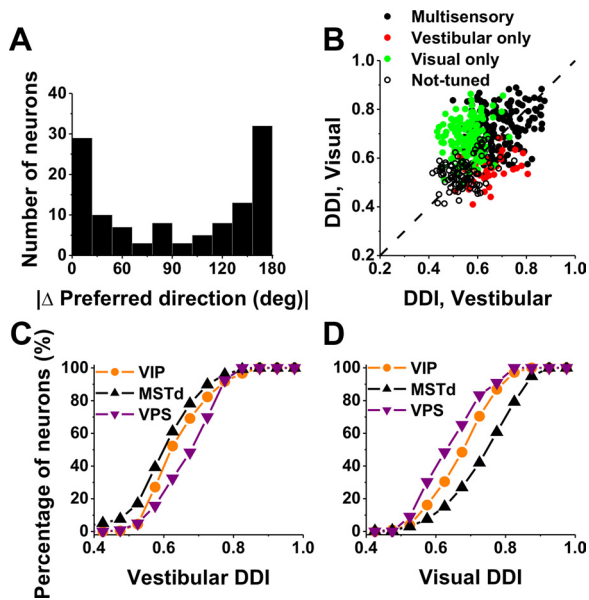 A
Number of neurons
40
30
20
10
0
0 60 90 120 180
|Δ Preferred direction (deg)|
B
Multisensory
Vestibular only
Visual only
Not-tuned
DDI, Visual
1.0
0.8
0.6
0.4
0.2
0.2 0.4 0.6 0.8 1.0
DDI, Vestibular
C
Percentage of neurons (%)
100
80
60
40
20
0
VIP
MSTd
VPS
0.4 0.6 0.8 1.0
Vestibular DDI
D
100
80
60
40
20
0
VIP
MSTd
VPS
0.4 0.6 0.8 1.0
Visual DDI